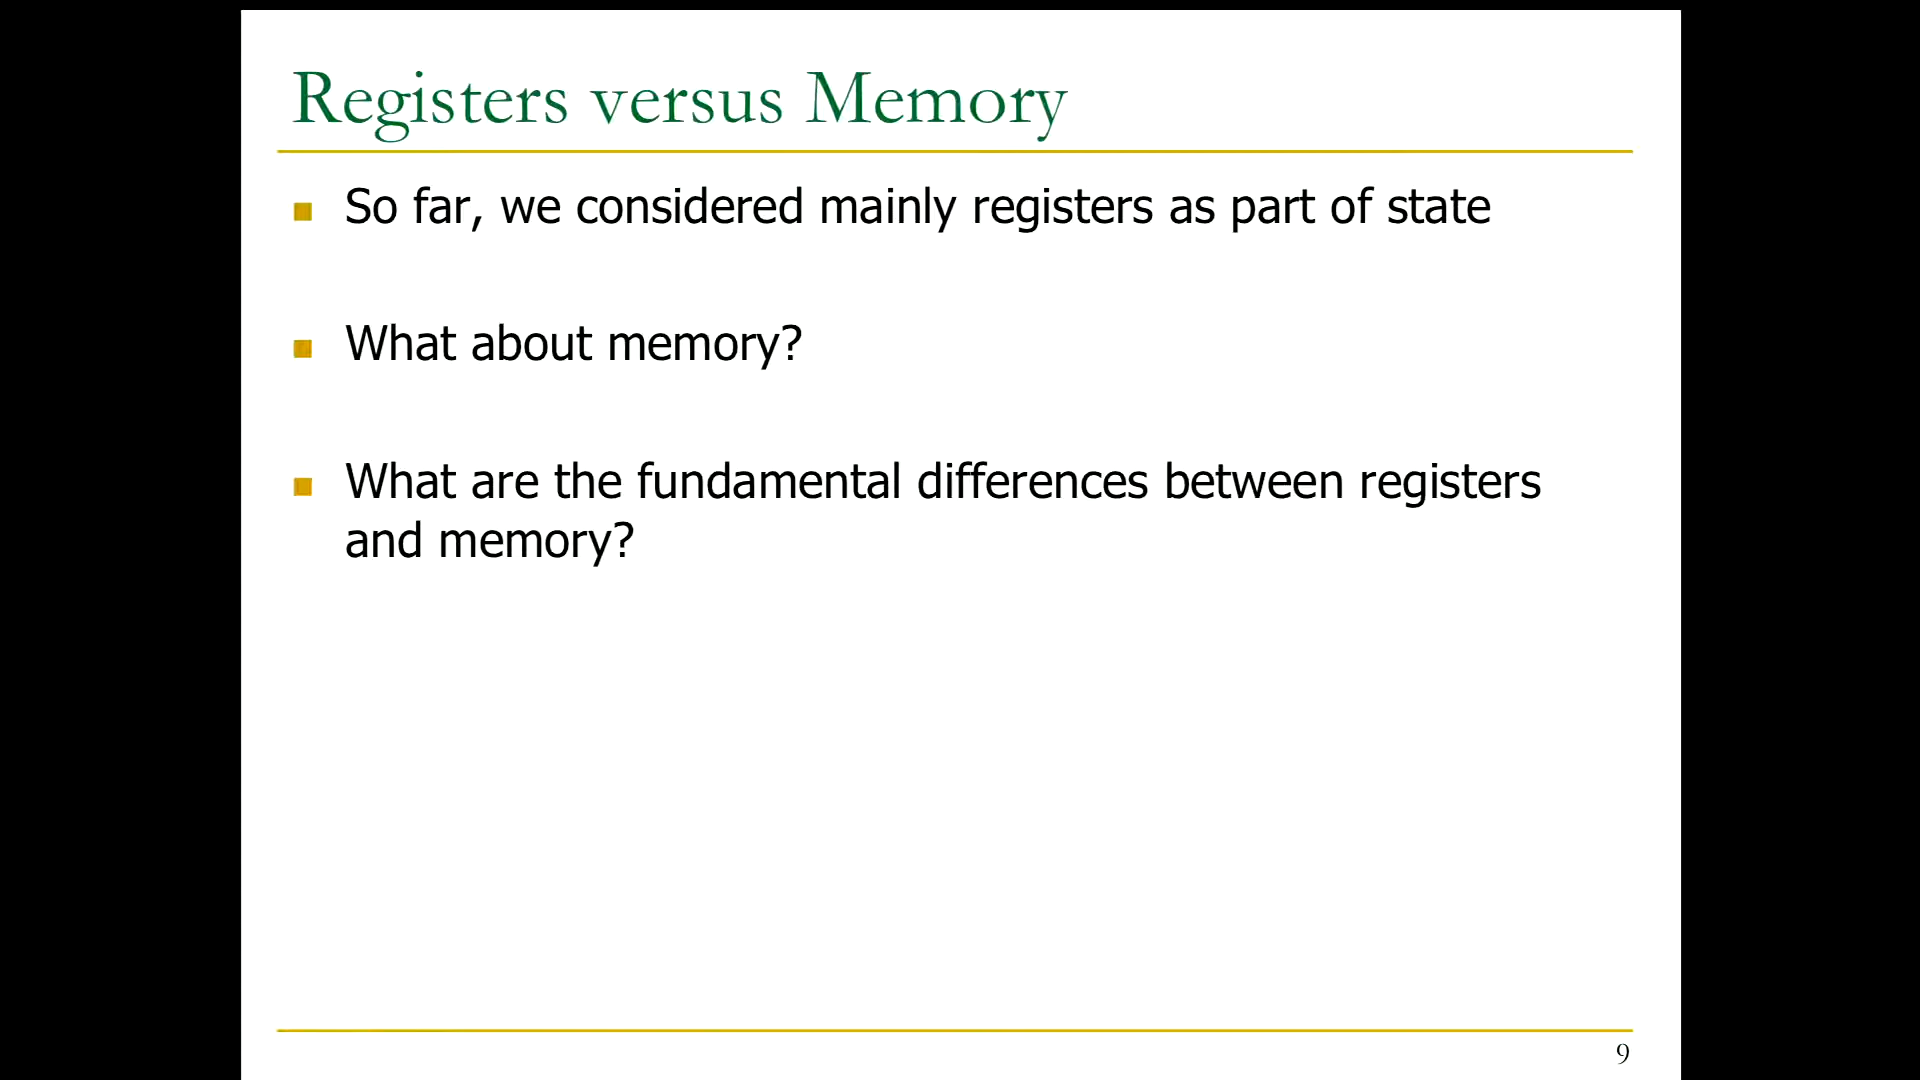 Registers versus Memory
So far, we considered mainly registers as part of state
What about memory?
What are the fundamental differences between registers
and memory?
9